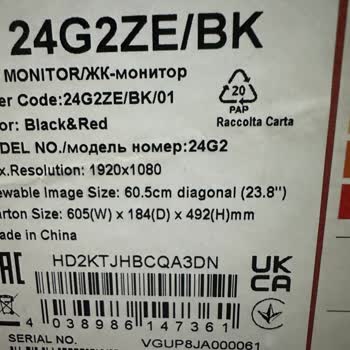 24G2ZE/BK
MONITOR/ЖК-монитор
er Code:24G2ZE/BK/01
or: Black&Red
DEL NO./модель номер:24G2
x.Resolution: 1920x1080
ewable Image Size: 60.5cm diagonal (23.8'')
arton Size: 605(W) x 184(D) x 492(H)mm
ade in China
20
PAP
Raccolta Carta
HD2KTJHBCQA3DN
UK
CA
4 038986 147361
SERIAL NO. VGUP8JA000061